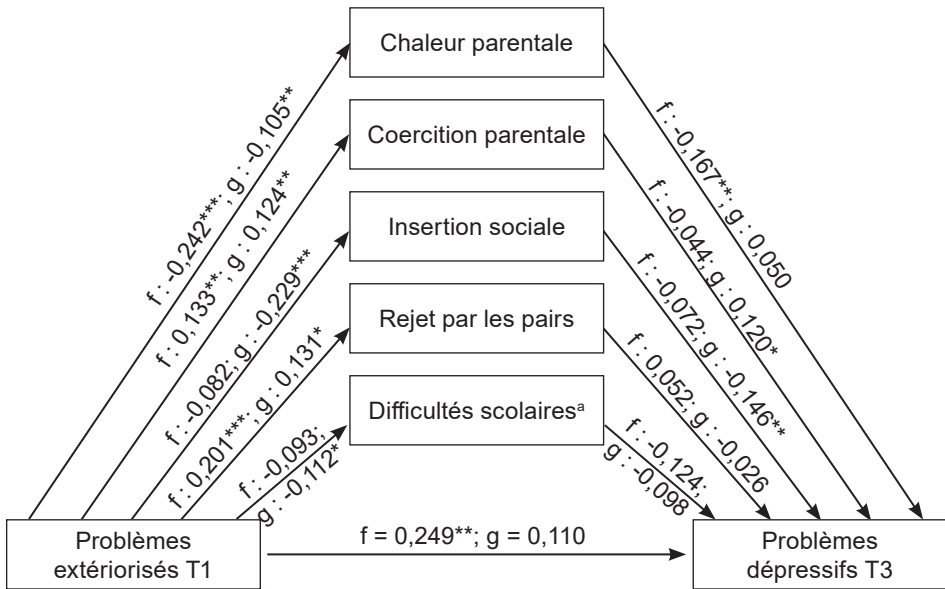 Chaleur parentale
Coercition parentale
Insertion sociale
Rejet par les pairs
Difficultés scolairesᵃ
f : -0,242***; g : -0,105**
f : 0,133**; g : 0,124**
f : -0,082; g : -0,229***
f : 0,201***; g : 0,131*
f : -0,093;
g : -0,112*
f : -0,167**; g : 0,050
f : -0,044; g : 0,120*
f : -0,072; g : -0,146**
f : 0,052; g : -0,026
f : -0,124;
g : -0,098
Problèmes
extériorisés T1
f = 0,249**; g = 0,110
Problèmes
dépressifs T3